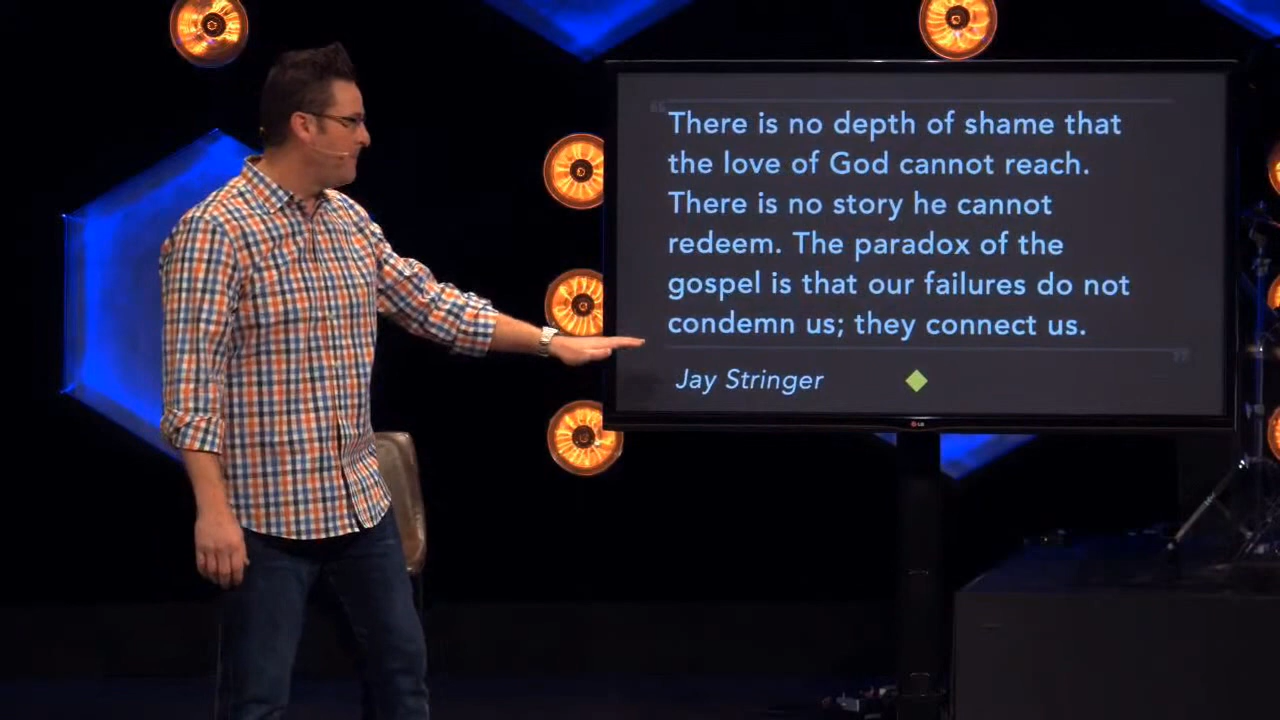 “
There is no depth of shame that
the love of God cannot reach.
There is no story he cannot
redeem. The paradox of the
gospel is that our failures do not
condemn us; they connect us.
”
Jay Stringer
LG